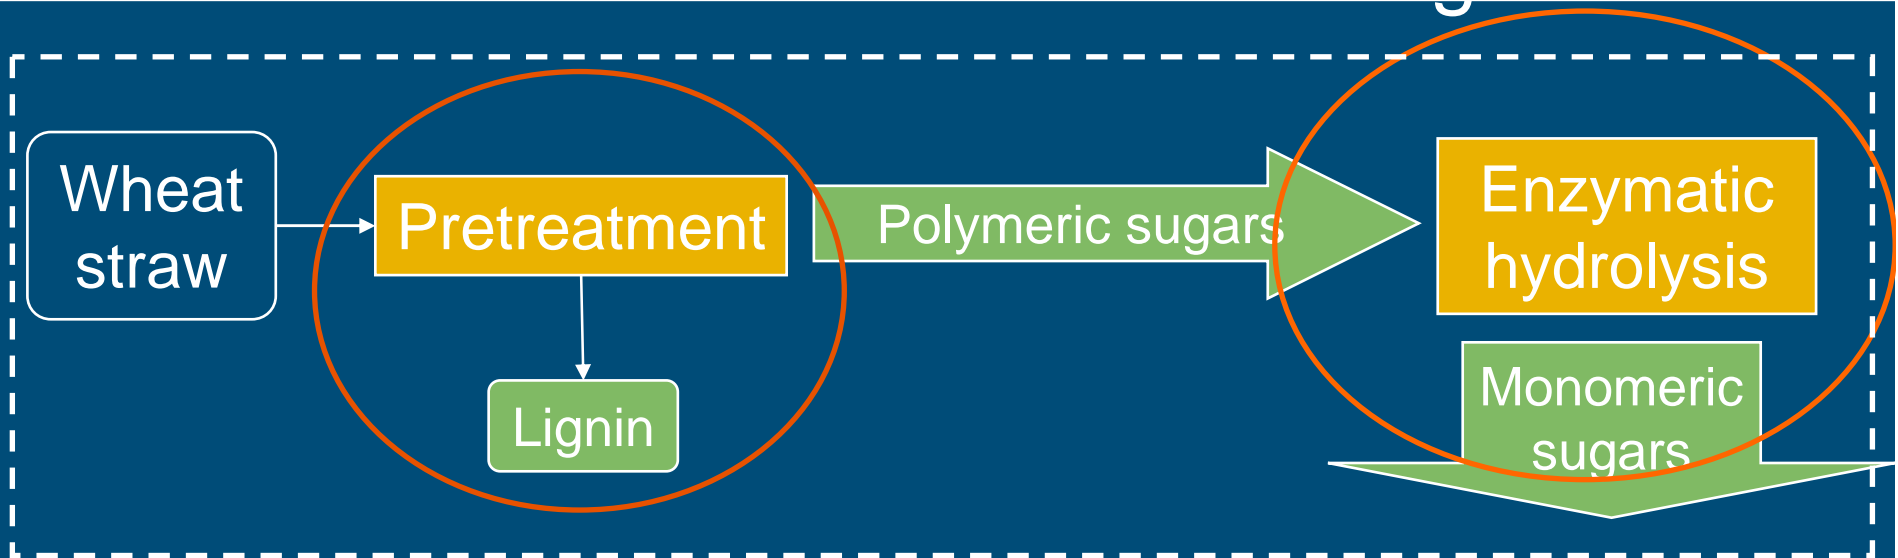 Wheat
straw
Pretreatment
Lignin
Polymeric sugars
Enzymatic
hydrolysis
Monomeric
sugars